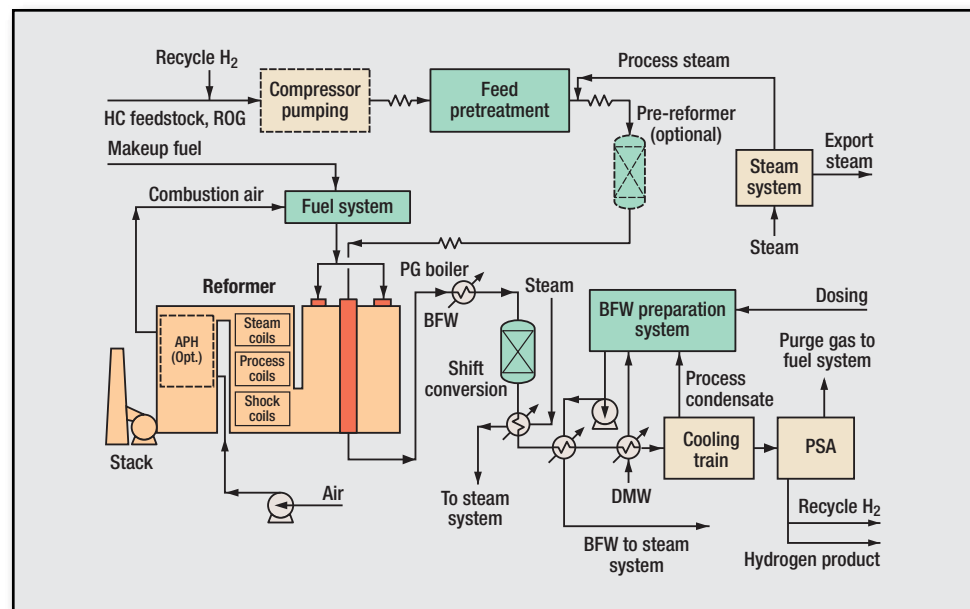 Recycle H₂
HC feedstock, ROG
Compressor
pumping
Feed
pretreatment
Process steam
Pre-reformer
(optional)
Steam
system
Export
steam
Steam
Makeup fuel
Combustion air
Fuel system
Reformer
APH
(Opt.)
Steam
coils
Process
coils
Shock
coils
Stack
Air
PG boiler
BFW
Steam
Shift
conversion
To steam
system
BFW preparation
system
Dosing
Process
condensate
Purge gas to
fuel system
Cooling
train
PSA
DMW
BFW to steam
system
Recycle H₂
Hydrogen product